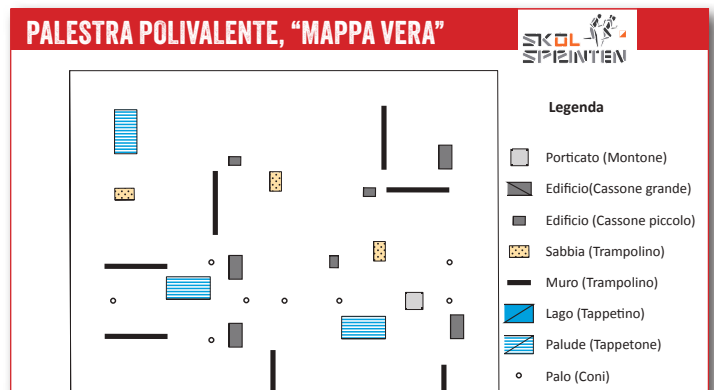 PALESTRA POLIVALENTE, “MAPPA VERA”
SKOL
SPRINTEN
Legenda
Porticato (Montone)
Edificio(Cassone grande)
Edificio (Cassone piccolo)
Sabbia (Trampolino)
Muro (Trampolino)
Lago (Tappetino)
Palude (Tappetone)
Palo (Coni)